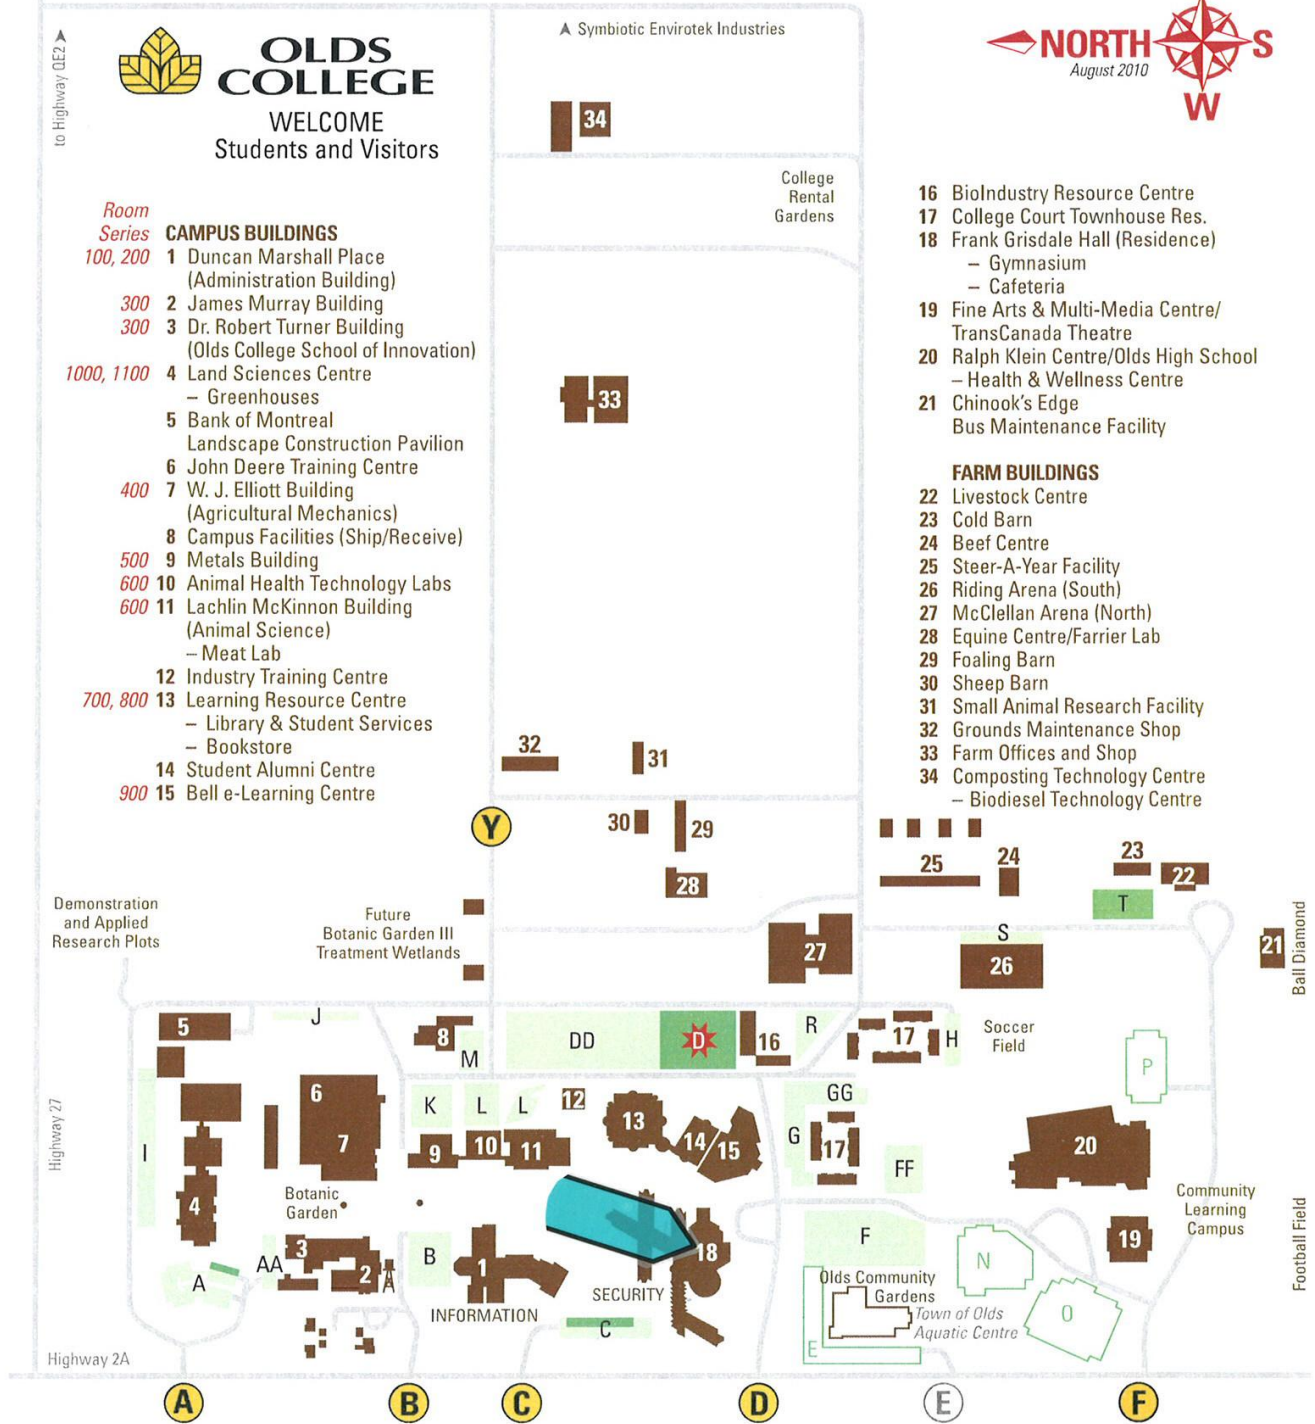 to Highway QE2
OLDS
COLLEGE
WELCOME
Students and Visitors
Symbiotic Envirotek Industries
NORTH
S
August 2010
W
34
College
Rental
Gardens
Room
Series CAMPUS BUILDINGS
100, 200 1 Duncan Marshall Place
(Administration Building)
300 2 James Murray Building
300 3 Dr. Robert Turner Building
(Olds College School of Innovation)
1000, 1100 4 Land Sciences Centre
– Greenhouses
5 Bank of Montreal
Landscape Construction Pavilion
6 John Deere Training Centre
400 7 W. J. Elliott Building
(Agricultural Mechanics)
8 Campus Facilities (Ship/Receive)
500 9 Metals Building
600 10 Animal Health Technology Labs
600 11 Lachlin McKinnon Building
(Animal Science)
– Meat Lab
12 Industry Training Centre
700, 800 13 Learning Resource Centre
– Library & Student Services
– Bookstore
14 Student Alumni Centre
900 15 Bell e-Learning Centre
16 BioIndustry Resource Centre
17 College Court Townhouse Res.
18 Frank Grisdale Hall (Residence)
– Gymnasium
– Cafeteria
19 Fine Arts & Multi-Media Centre/
TransCanada Theatre
20 Ralph Klein Centre/Olds High School
– Health & Wellness Centre
21 Chinook's Edge
Bus Maintenance Facility
FARM BUILDINGS
22 Livestock Centre
23 Cold Barn
24 Beef Centre
25 Steer-A-Year Facility
26 Riding Arena (South)
27 McClellan Arena (North)
28 Equine Centre/Farrier Lab
29 Foaling Barn
30 Sheep Barn
31 Small Animal Research Facility
32 Grounds Maintenance Shop
33 Farm Offices and Shop
34 Composting Technology Centre
– Biodiesel Technology Centre
33
32
31
Y
30
29
28
25
24
23
22
T
Demonstration
and Applied
Research Plots
Future
Botanic Garden III
Treatment Wetlands
27
S
26
21
Ball Diamond
5
J
8
M
DD
D
16
R
17
H
Soccer
Field
P
6
7
K
L
L
12
13
14
15
GG
G
17
FF
20
Highway 27
I
4
9
10
11
Botanic
Garden
Community
Learning
Campus
Football Field
A
AA
3
2
B
1
INFORMATION
SECURITY
18
C
F
N
19
O
Olds Community
Gardens
Town of Olds
Aquatic Centre
E
Highway 2A
A
B
C
D
E
F